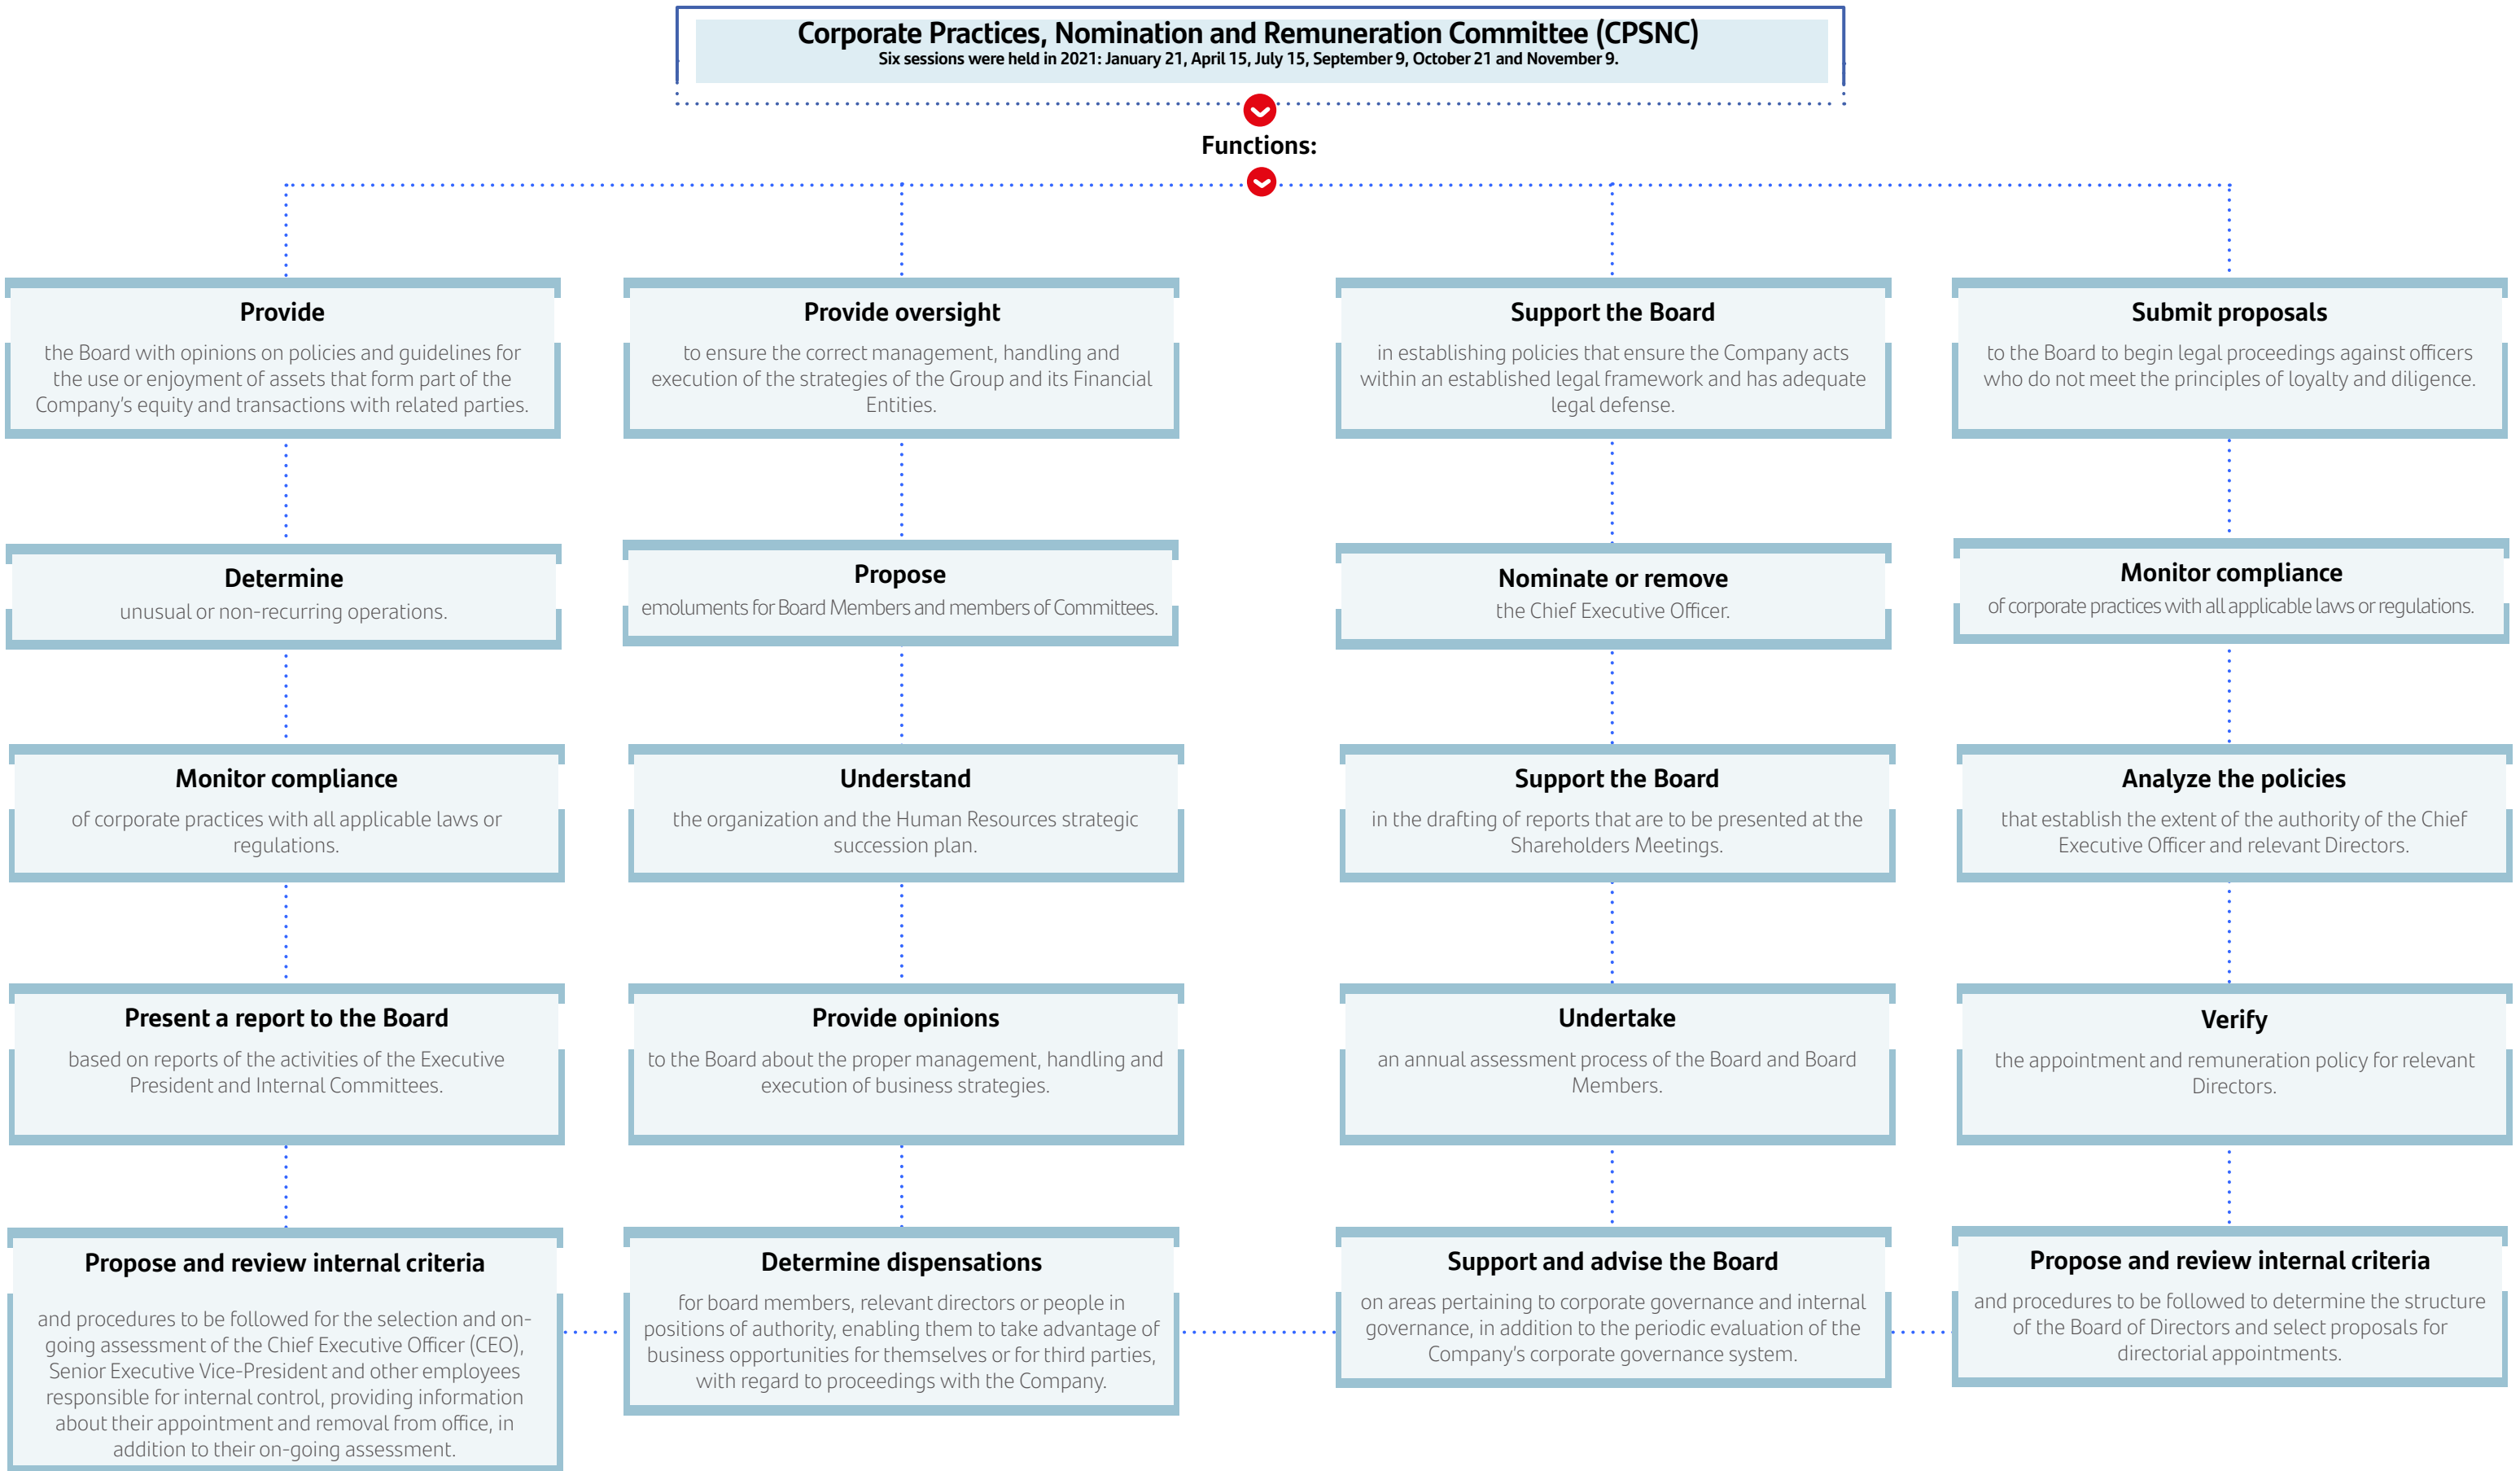 Corporate Practices, Nomination and Remuneration Committee (CPSNC)
Six sessions were held in 2021: January 21, April 15, July 15, September 9, October 21 and November 9.
Functions:
Provide
the Board with opinions on policies and guidelines for
the use or enjoyment of assets that form part of the
Company's equity and transactions with related parties.
Provide oversight
to ensure the correct management, handling and
execution of the strategies of the Group and its Financial
Entities.
Support the Board
in establishing policies that ensure the Company acts
within an established legal framework and has adequate
legal defense.
Submit proposals
to the Board to begin legal proceedings against officers
who do not meet the principles of loyalty and diligence.
Determine
unusual or non-recurring operations.
Propose
emoluments for Board Members and members of Committees.
Nominate or remove
the Chief Executive Officer.
Monitor compliance
of corporate practices with all applicable laws or regulations.
Monitor compliance
of corporate practices with all applicable laws or
regulations.
Understand
the organization and the Human Resources strategic
succession plan.
Support the Board
in the drafting of reports that are to be presented at the
Shareholders Meetings.
Analyze the policies
that establish the extent of the authority of the Chief
Executive Officer and relevant Directors.
Present a report to the Board
based on reports of the activities of the Executive
President and Internal Committees.
Provide opinions
to the Board about the proper management, handling and
execution of business strategies.
Undertake
an annual assessment process of the Board and Board
Members.
Verify
the appointment and remuneration policy for relevant
Directors.
Propose and review internal criteria
and procedures to be followed for the selection and on-
going assessment of the Chief Executive Officer (CEO),
Senior Executive Vice-President and other employees
responsible for internal control, providing information
about their appointment and removal from office, in
addition to their on-going assessment.
Determine dispensations
for board members, relevant directors or people in
positions of authority, enabling them to take advantage of
business opportunities for themselves or for third parties,
with regard to proceedings with the Company.
Support and advise the Board
on areas pertaining to corporate governance and internal
governance, in addition to the periodic evaluation of the
Company's corporate governance system.
Propose and review internal criteria
and procedures to be followed to determine the structure
of the Board of Directors and select proposals for
directorial appointments.